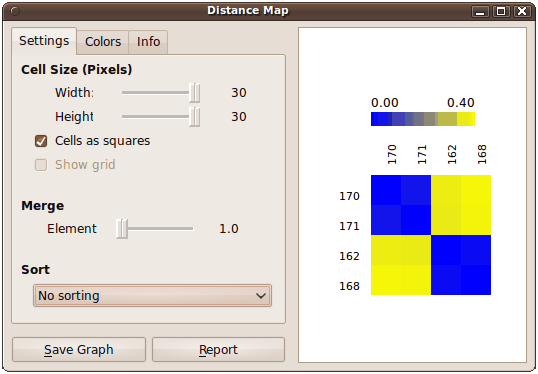 Distance Map
Settings Colors Info
Cell Size (Pixels)
Width: 30
Height 30
Cells as squares
Show grid
Merge
Element 1.0
Sort
No sorting
Save Graph Report
0.00 0.40
170 171 162 168
170
171
162
168